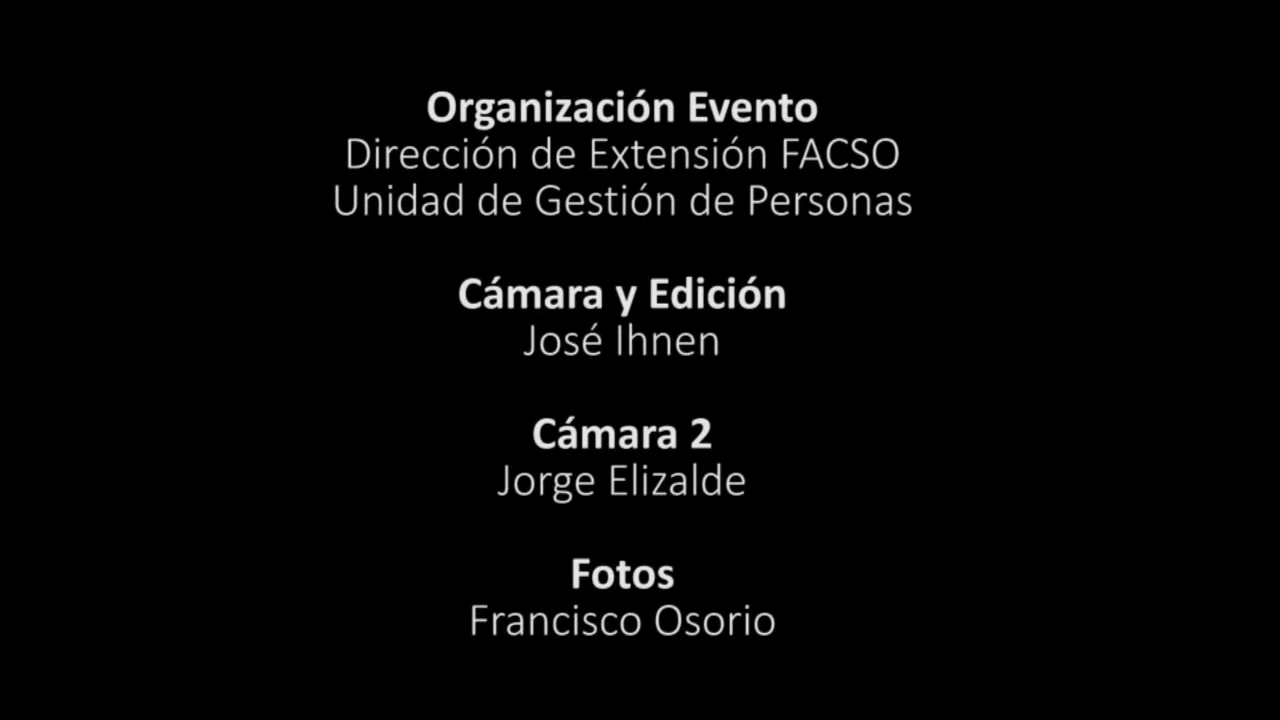 Organización Evento
Dirección de Extensión FACSO
Unidad de Gestión de Personas
Cámara y Edición
José Ihnen
Cámara 2
Jorge Elizalde
Fotos
Francisco Osorio